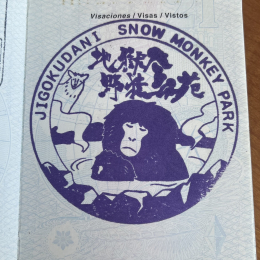 Visaciones / Visas / Vistos
JIGOKUDANI SNOW MONKEY PARK
地獄谷
野猿公苑